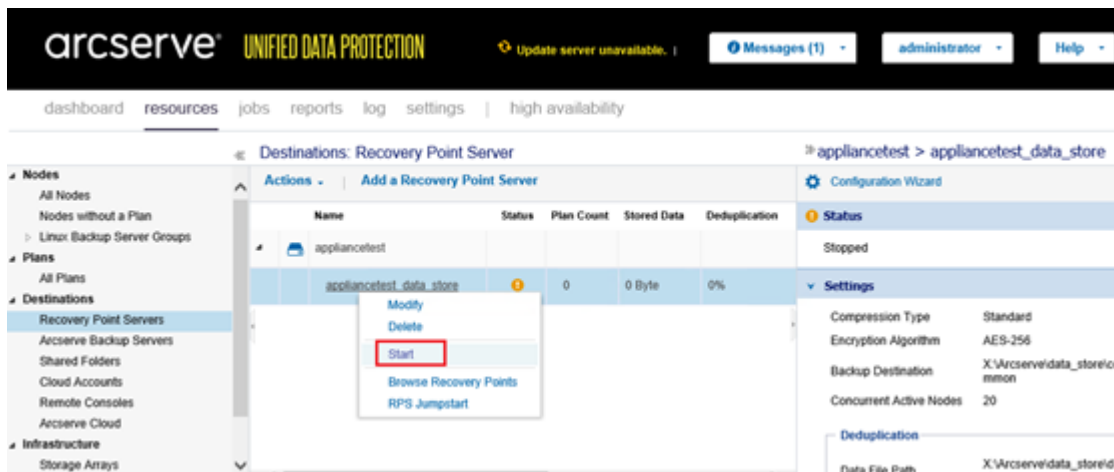 arcserve® UNIFIED DATA PROTECTION Update server unavailable. | Messages (1) administrator Help
dashboard resources jobs reports log settings | high availability
Destinations: Recovery Point Server
appliancetest > appliancetest_data_store
Nodes
All Nodes
Nodes without a Plan
Linux Backup Server Groups
Plans
All Plans
Destinations
Recovery Point Servers
Arcserve Backup Servers
Shared Folders
Cloud Accounts
Remote Consoles
Arcserve Cloud
Infrastructure
Storage Arrays
Actions | Add a Recovery Point Server
Name Status Plan Count Stored Data Deduplication
appliancetest
appliancetest_data_store 0 0 Byte 0%
Modify
Delete
Start
Browse Recovery Points
RPS Jumpstart
Configuration Wizard
Status
Stopped
Settings
Compression Type Standard
Encryption Algorithm AES-256
Backup Destination X:\Arcserve\data_store\co
mmon
Concurrent Active Nodes 20
Deduplication
Data File Path X:\Arcserve\data_store\d